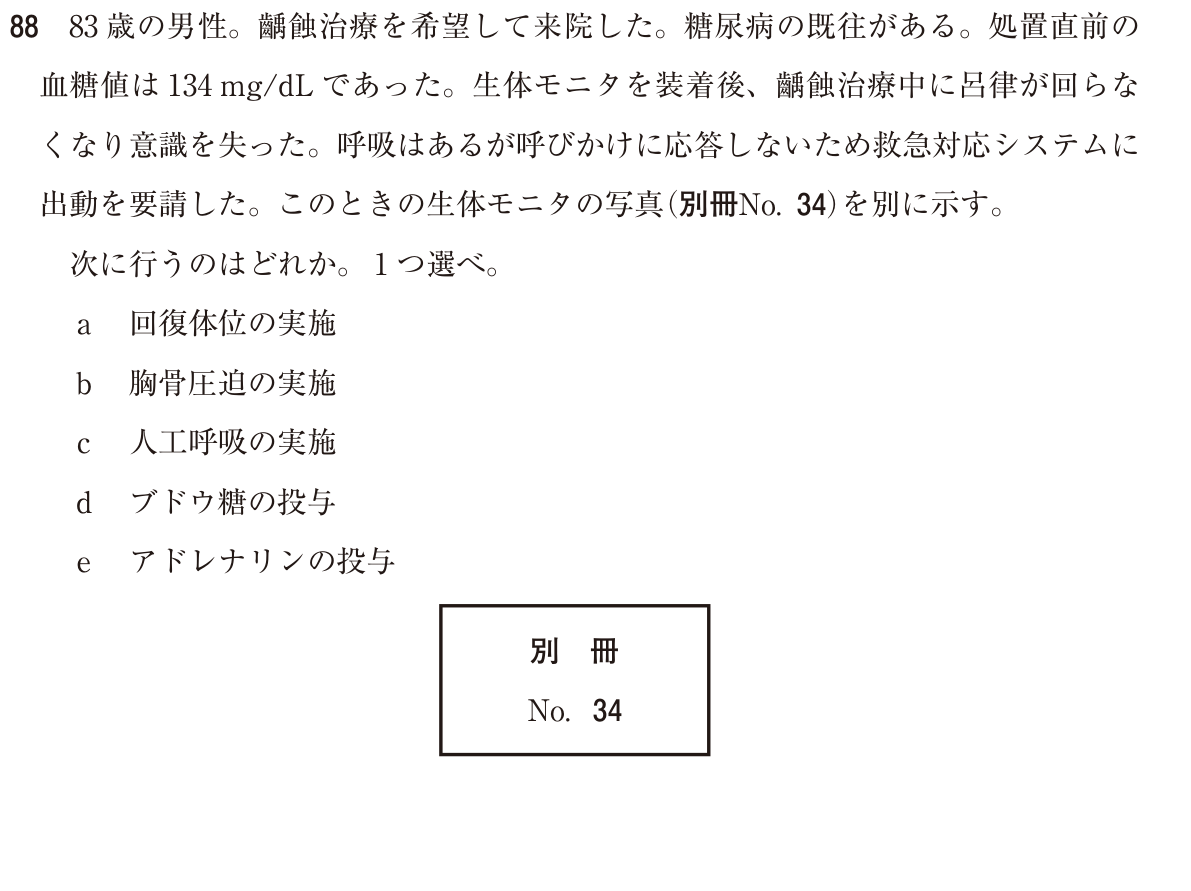 88 83歳の男性。齲蝕治療を希望して来院した。糖尿病の既往がある。処置直前の
血糖値は134 mg/dLであった。生体モニタを装着後、齲蝕治療中に呂律が回らな
くなり意識を失った。呼吸はあるが呼びかけに応答しないため救急対応システムに
出動を要請した。このときの生体モニタの写真(別冊No. 34)を別に示す。
次に行うのはどれか。1つ選べ。
a 回復体位の実施
b 胸骨圧迫の実施
c 人工呼吸の実施
d ブドウ糖の投与
e アドレナリンの投与
別 冊
No. 34